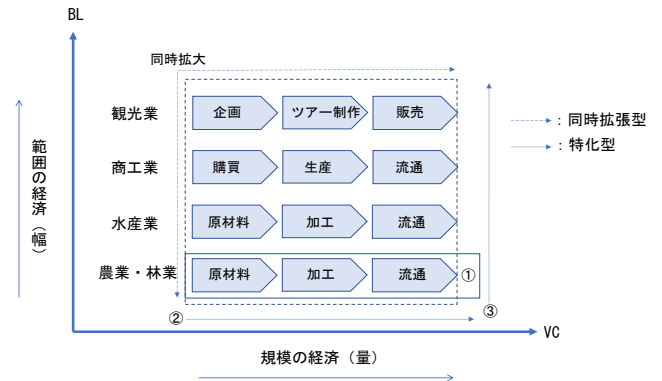 BL
同時拡大
観光業 企画 ツアー制作 販売
商工業 購買 生産 流通
水産業 原材料 加工 流通
農業・林業 原材料 加工 流通 ①
② ③
VC
範囲の経済(幅)
規模の経済(量)
:同時拡張型
:特化型